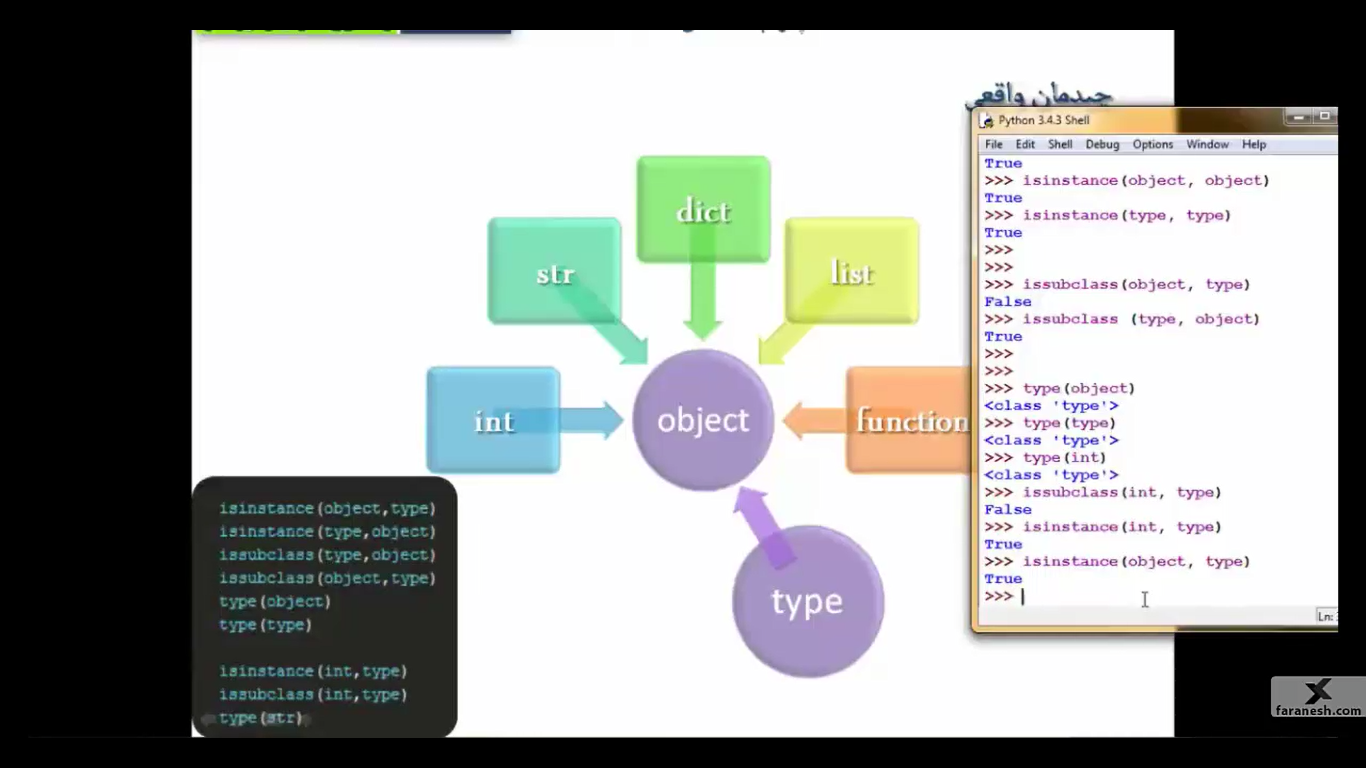 چیدمان واقعی
dict
str
list
int
object
function
type
isinstance(object,type)
isinstance(type,object)
issubclass(type,object)
issubclass(object,type)
type(object)
type(type)
isinstance(int,type)
issubclass(int,type)
type(str)
Python 3.4.3 Shell
File Edit Shell Debug Options Window Help
True
>>> isinstance(object, object)
True
>>> isinstance(type, type)
True
>>>
>>>
>>> issubclass(object, type)
False
>>> issubclass (type, object)
True
>>>
>>>
>>> type(object)
<class 'type'>
>>> type(type)
<class 'type'>
>>> type(int)
<class 'type'>
>>> issubclass(int, type)
False
>>> isinstance(int, type)
True
>>> isinstance(object, type)
True
>>>
Ln:
faranesh.com